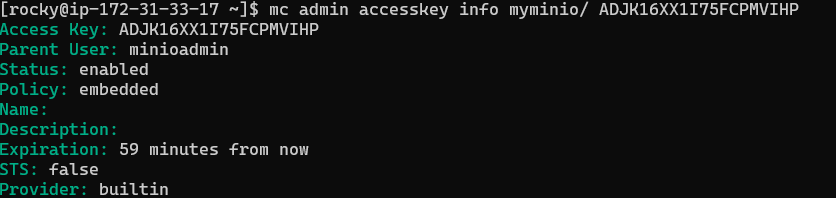 [rocky@ip-172-31-33-17 ~]$ mc admin accesskey info myminio/ ADJK16XX1I75FCPMVIHP
Access Key: ADJK16XX1I75FCPMVIHP
Parent User: minioadmin
Status: enabled
Policy: embedded
Name:
Description:
Expiration: 59 minutes from now
STS: false
Provider: builtin